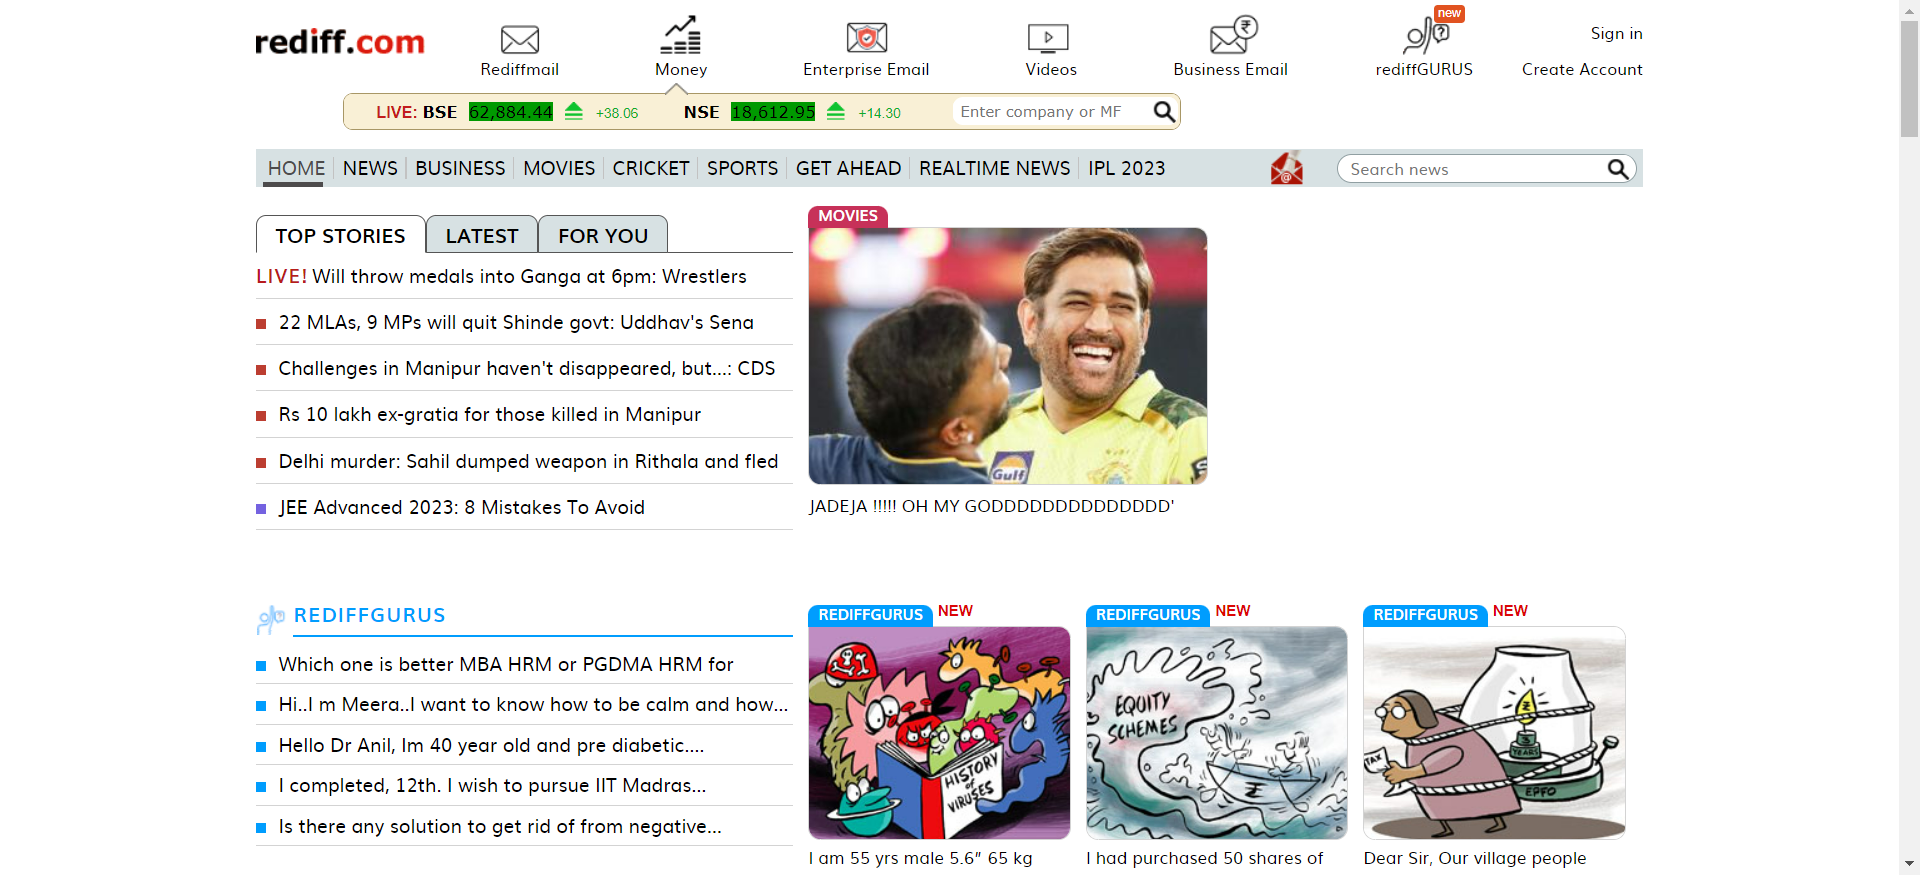 rediff.com
Rediffmail
Money
Enterprise Email
Videos
Business Email
new
rediffGURUS
Sign in
Create Account
LIVE: BSE 62,884.44 +38.06 NSE 18,612.95 +14.30 Enter company or MF
HOME NEWS BUSINESS MOVIES CRICKET SPORTS GET AHEAD REALTIME NEWS IPL 2023 Search news
TOP STORIES LATEST FOR YOU
LIVE! Will throw medals into Ganga at 6pm: Wrestlers
22 MLAs, 9 MPs will quit Shinde govt: Uddhav's Sena
Challenges in Manipur haven't disappeared, but...: CDS
Rs 10 lakh ex-gratia for those killed in Manipur
Delhi murder: Sahil dumped weapon in Rithala and fled
JEE Advanced 2023: 8 Mistakes To Avoid
MOVIES
Gulf
JADEJA !!!!! OH MY GODDDDDDDDDDDDDD'
REDIFFGURUS
Which one is better MBA HRM or PGDMA HRM for
Hi..I m Meera..I want to know how to be calm and how...
Hello Dr Anil, Im 40 year old and pre diabetic....
I completed, 12th. I wish to pursue IIT Madras...
Is there any solution to get rid of from negative...
REDIFFGURUS NEW
HISTORY
of
VIRUSES
I am 55 yrs male 5.6” 65 kg
REDIFFGURUS NEW
EQUITY
SCHEMES
₹
I had purchased 50 shares of
REDIFFGURUS NEW
TAX
₹
3
YEARS
EPFO
Dear Sir, Our village people